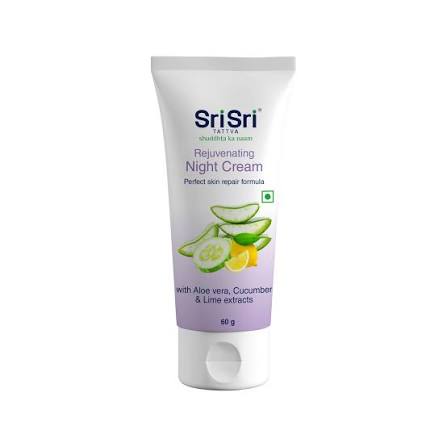 SriSri®
TATTVA
shuddhta ka naam
Rejuvenating
Night Cream
Perfect skin repair formula
with Aloe vera, Cucumber
& Lime extracts
60 g